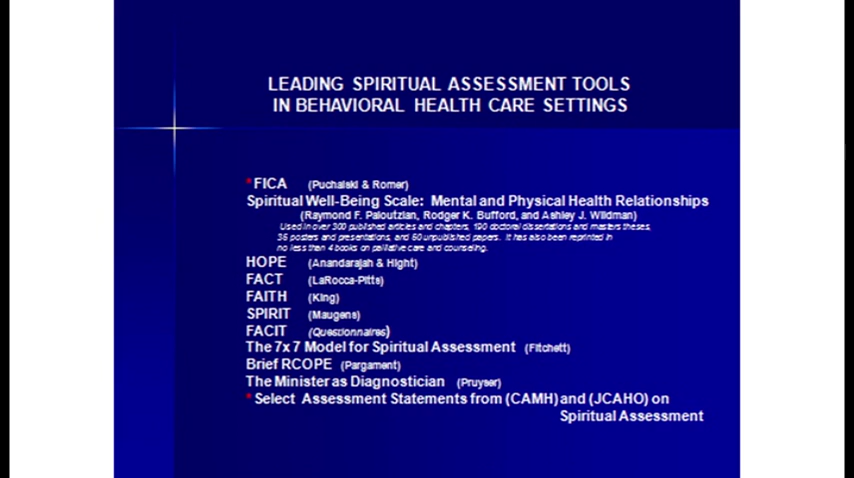 LEADING SPIRITUAL ASSESSMENT TOOLS
IN BEHAVIORAL HEALTH CARE SETTINGS
* FICA (Puchalski & Romer)
Spiritual Well-Being Scale: Mental and Physical Health Relationships
(Raymond F. Paloutzian, Rodger K. Bufford, and Ashley J. Wildman)
Used in over 300 published articles and chapters, 190 doctoral dissertations and masters theses,
35 posters and presentations, and 50 unpublished papers. It has also been reprinted in
no less than 4 books on palliative care and counseling.
HOPE (Anandarajah & Hight)
FACT (LaRocca-Pitts)
FAITH (King)
SPIRIT (Maugens)
FACIT (Questionnaires)
The 7x7 Model for Spiritual Assessment (Fitchett)
Brief RCOPE (Pargament)
The Minister as Diagnostician (Pruyser)
* Select Assessment Statements from (CAMH) and (JCAHO) on
Spiritual Assessment